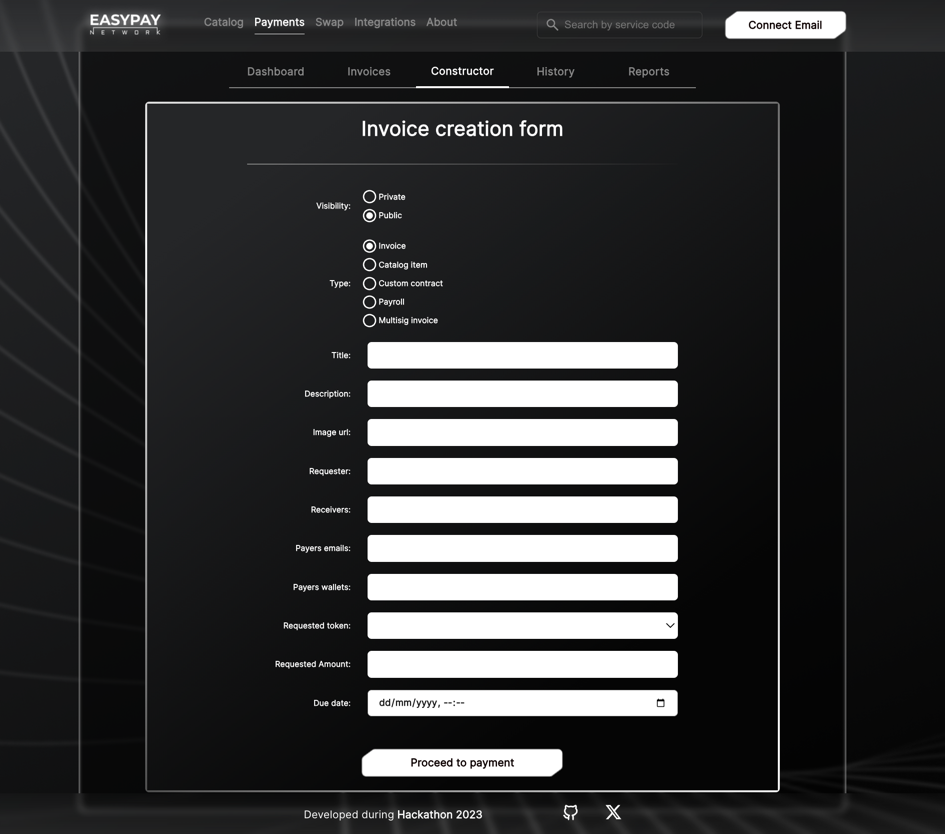 EASYPAY
NETWORK
Catalog Payments Swap Integrations About
Search by service code
Connect Email
Dashboard Invoices Constructor History Reports
Invoice creation form
Visibility:
Private
Public
Type:
Invoice
Catalog item
Custom contract
Payroll
Multisig invoice
Title:
Description:
Image url:
Requester:
Receivers:
Payers emails:
Payers wallets:
Requested token:
Requested Amount:
Due date: dd/mm/yyyy, --:--
Proceed to payment
Developed during Hackathon 2023